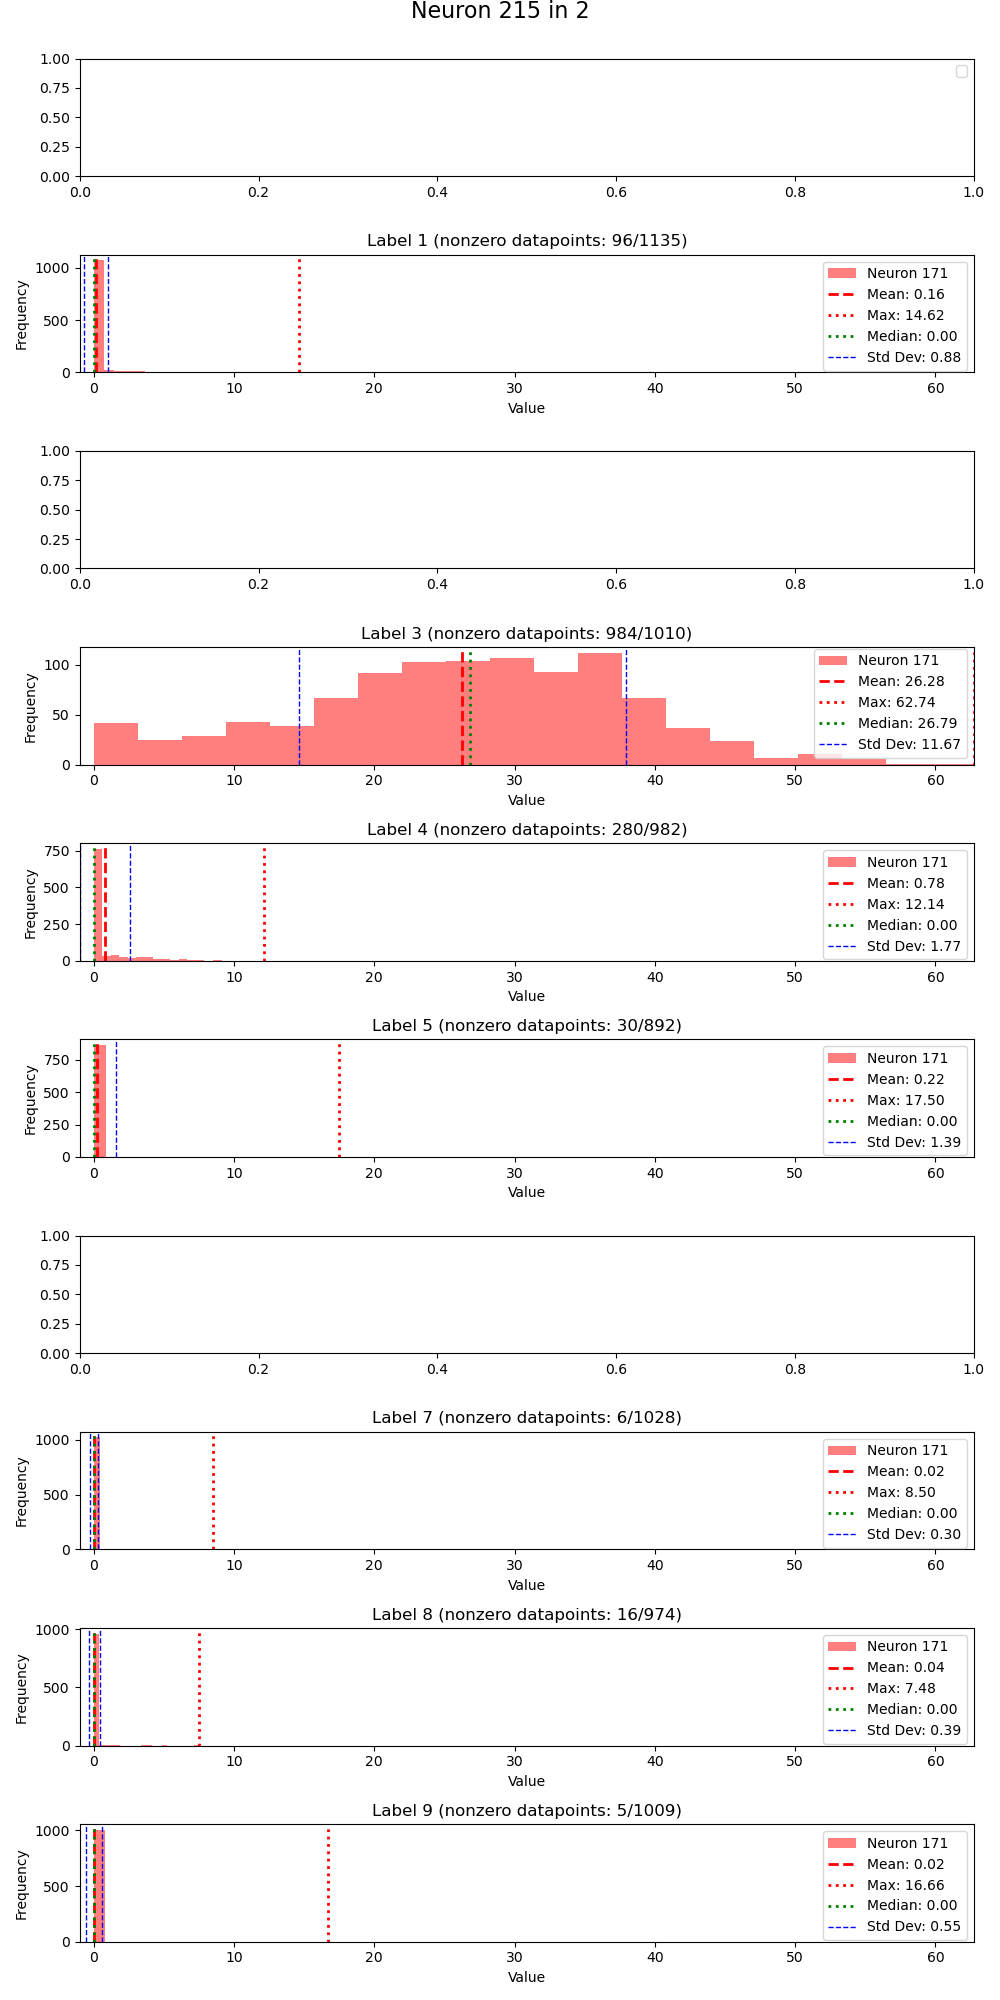 Neuron 215 in 2
1.00
0.75
0.50
0.25
0.00
0.0 0.2 0.4 0.6 0.8 1.0
Label 1 (nonzero datapoints: 96/1135)
Frequency
1000
500
0
Neuron 171
Mean: 0.16
Max: 14.62
Median: 0.00
Std Dev: 0.88
0 10 20 30 40 50 60
Value
1.00
0.75
0.50
0.25
0.00
0.0 0.2 0.4 0.6 0.8 1.0
Label 3 (nonzero datapoints: 984/1010)
Frequency
100
50
0
Neuron 171
Mean: 26.28
Max: 62.74
Median: 26.79
Std Dev: 11.67
0 10 20 30 40 50 60
Value
Label 4 (nonzero datapoints: 280/982)
Frequency
750
500
250
0
Neuron 171
Mean: 0.78
Max: 12.14
Median: 0.00
Std Dev: 1.77
0 10 20 30 40 50 60
Value
Label 5 (nonzero datapoints: 30/892)
Frequency
750
500
250
0
Neuron 171
Mean: 0.22
Max: 17.50
Median: 0.00
Std Dev: 1.39
0 10 20 30 40 50 60
Value
1.00
0.75
0.50
0.25
0.00
0.0 0.2 0.4 0.6 0.8 1.0
Label 7 (nonzero datapoints: 6/1028)
Frequency
1000
500
0
Neuron 171
Mean: 0.02
Max: 8.50
Median: 0.00
Std Dev: 0.30
0 10 20 30 40 50 60
Value
Label 8 (nonzero datapoints: 16/974)
Frequency
1000
500
0
Neuron 171
Mean: 0.04
Max: 7.48
Median: 0.00
Std Dev: 0.39
0 10 20 30 40 50 60
Value
Label 9 (nonzero datapoints: 5/1009)
Frequency
1000
500
0
Neuron 171
Mean: 0.02
Max: 16.66
Median: 0.00
Std Dev: 0.55
0 10 20 30 40 50 60
Value